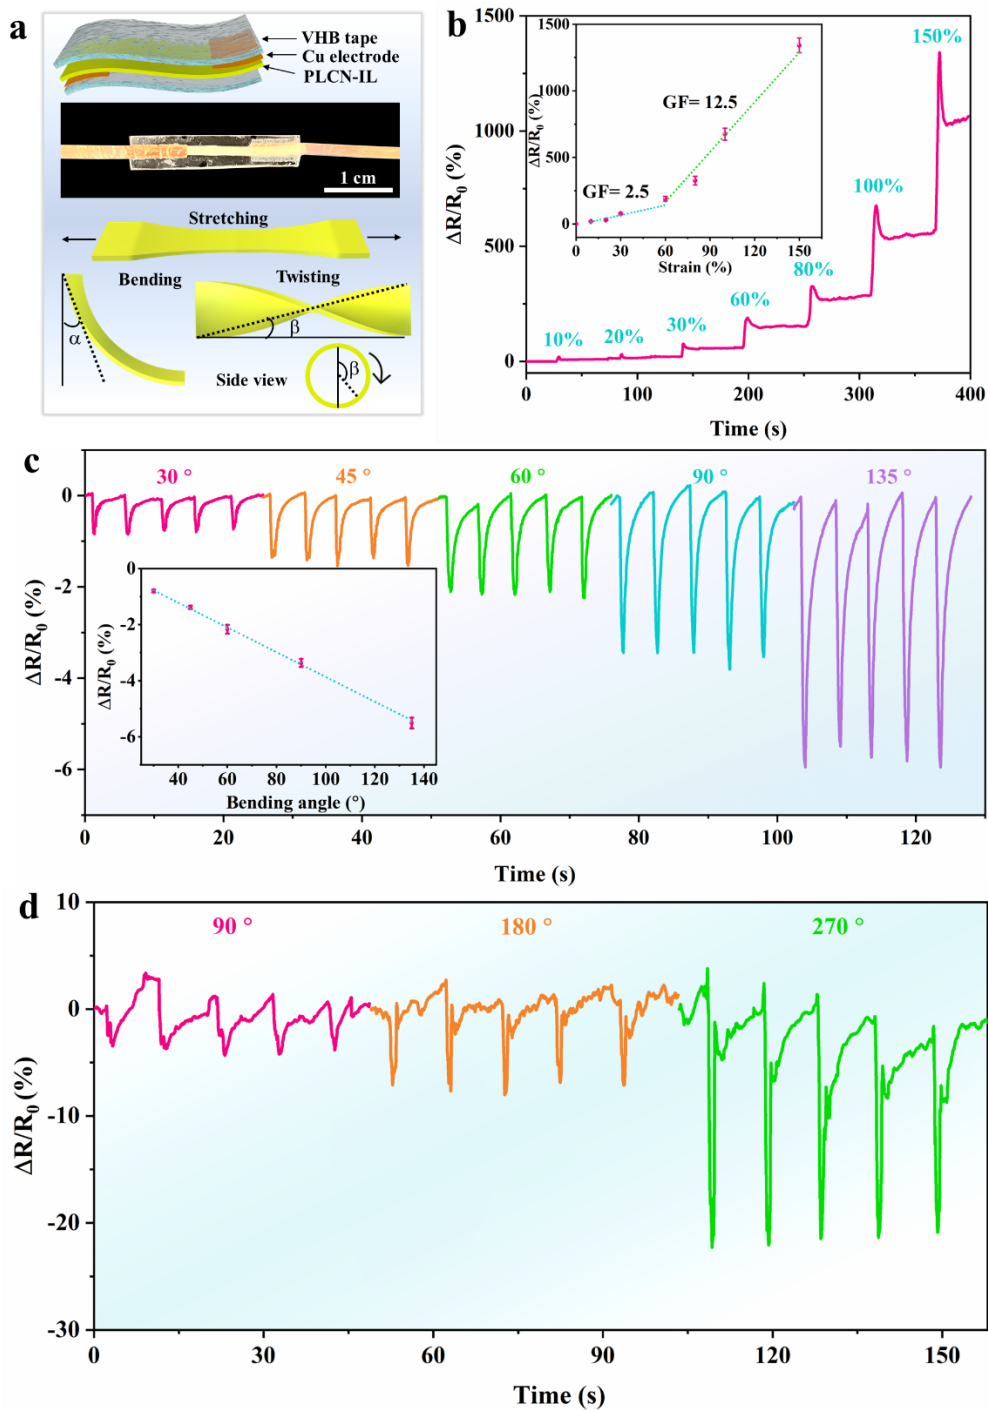 a
VHB tape
Cu electrode
PLCN-IL
1 cm
Stretching
Bending
Twisting
α
β
Side view
β
b
ΔR/R₀ (%)
1500
1000
500
0
0
100
200
300
400
Time (s)
10%
20%
30%
60%
80%
100%
150%
ΔR/R₀ (%)
1500
1000
500
0
GF= 12.5
GF= 2.5
0
30
60
90
120
150
Strain (%)
c
30 °
45 °
60 °
90 °
135 °
ΔR/R₀ (%)
0
-2
-4
-6
0
20
40
60
80
100
120
Time (s)
ΔR/R₀ (%)
0
-2
-4
-6
40
60
80
100
120
140
Bending angle (°)
d
90 °
180 °
270 °
ΔR/R₀ (%)
10
0
-10
-20
-30
0
30
60
90
120
150
Time (s)